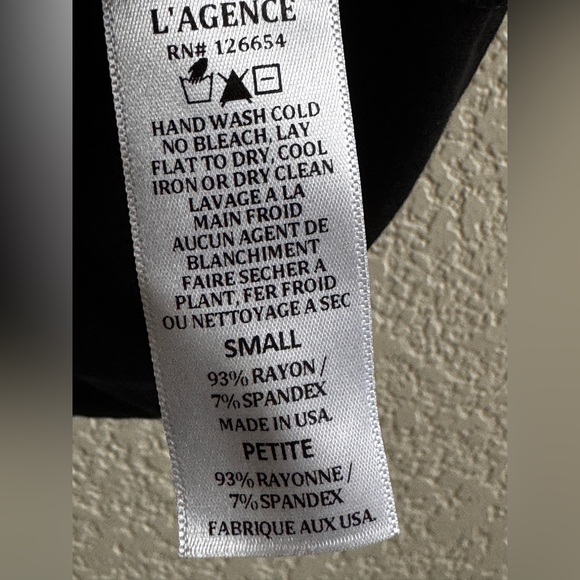 L'AGENCE
RN# 126654
HAND WASH COLD
NO BLEACH, LAY
FLAT TO DRY, COOL
IRON OR DRY CLEAN
LAVAGE A LA
MAIN FROID
AUCUN AGENT DE
BLANCHIMENT
FAIRE SECHER A
PLANT, FER FROID
OU NETTOYAGE A SEC
SMALL
93% RAYON /
7% SPANDEX
MADE IN USA.
PETITE
93% RAYONNE /
7% SPANDEX
FABRIQUE AUX USA.